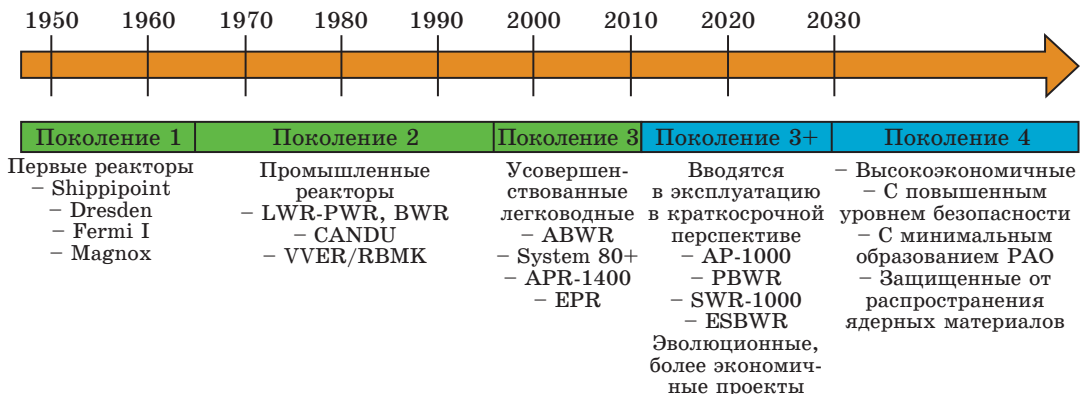 1950 1960 1970 1980 1990 2000 2010 2020 2030
Поколение 1 Поколение 2 Поколение 3 Поколение 3+ Поколение 4
Первые реакторы
– Shippipoint
– Dresden
– Fermi I
– Magnox
Промышленные
реакторы
– LWR-PWR, BWR
– CANDU
– VVER/RBMK
Усовершен-
ствованные
легководные
– ABWR
– System 80+
– APR-1400
– EPR
Вводятся
в эксплуатацию
в краткосрочной
перспективе
– AP-1000
– PBWR
– SWR-1000
– ESBWR
Эволюционные,
более экономич-
ные проекты
– Высокоэкономичные
– С повышенным
уровнем безопасности
– С минимальным
образованием РАО
– Защищенные от
распространения
ядерных материалов